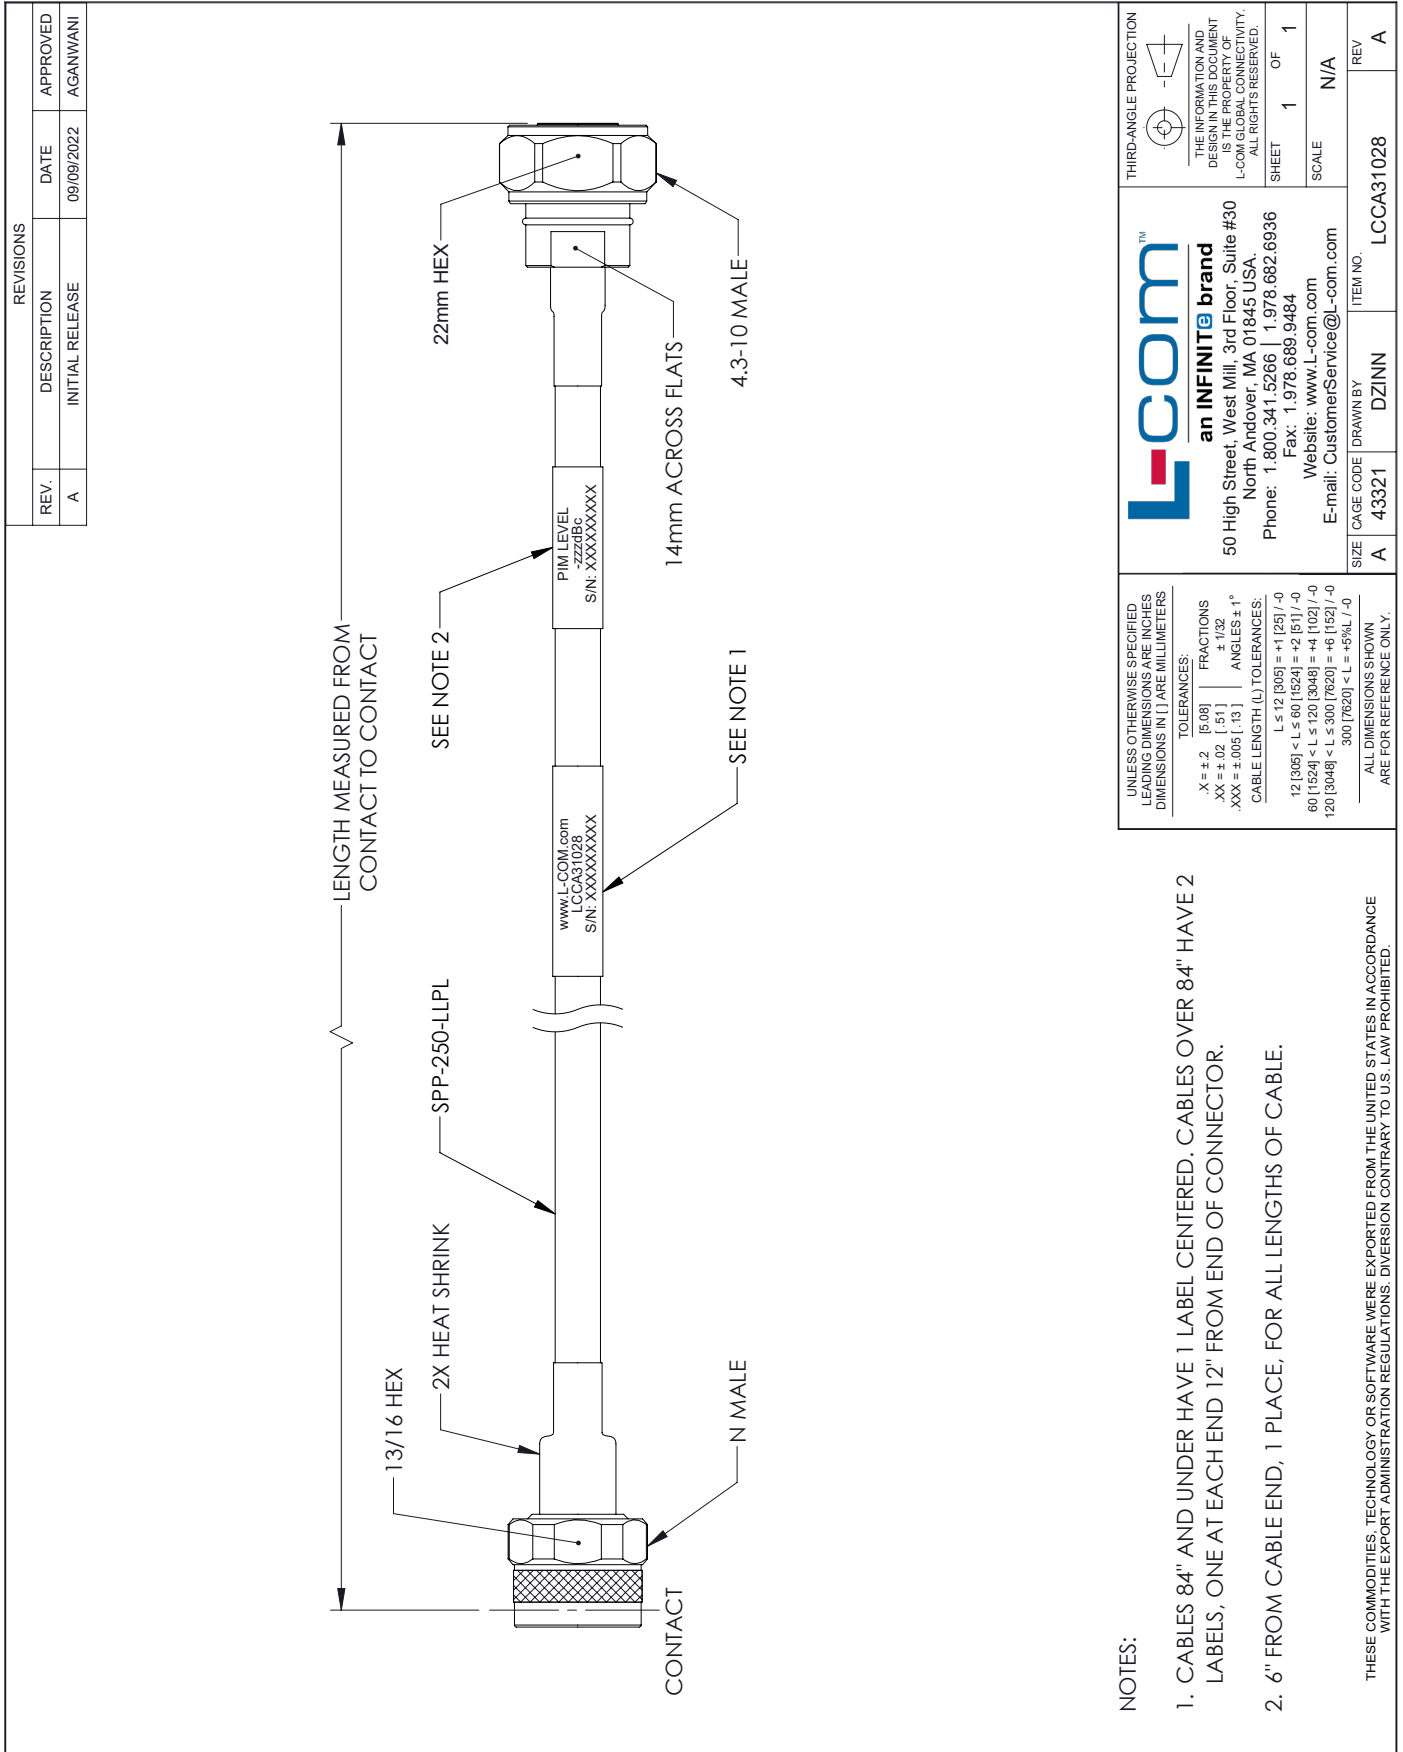 REVISIONS
REV. DESCRIPTION DATE APPROVED
A INITIAL RELEASE 09/09/2022 AGANWANI
LENGTH MEASURED FROM
CONTACT TO CONTACT
13/16 HEX
2X HEAT SHRINK
SPP-250-LLPL
SEE NOTE 2
22mm HEX
www.L-COM.com
LCCA31028
S/N: XXXXXXXXXX
PIM LEVEL
-zzzdBc
S/N: XXXXXXXXXX
CONTACT
N MALE
SEE NOTE 1
14mm ACROSS FLATS
4.3-10 MALE
NOTES:
1. CABLES 84" AND UNDER HAVE 1 LABEL CENTERED. CABLES OVER 84" HAVE 2
LABELS, ONE AT EACH END 12" FROM END OF CONNECTOR.
2. 6" FROM CABLE END, 1 PLACE, FOR ALL LENGTHS OF CABLE.
THESE COMMODITIES, TECHNOLOGY OR SOFTWARE WERE EXPORTED FROM THE UNITED STATES IN ACCORDANCE
WITH THE EXPORT ADMINISTRATION REGULATIONS. DIVERSION CONTRARY TO U.S. LAW PROHIBITED.
UNLESS OTHERWISE SPECIFIED
LEADING DIMENSIONS ARE INCHES
DIMENSIONS IN [ ] ARE MILLIMETERS
TOLERANCES:
.X = ±.2 [5.08] FRACTIONS
.XX = ±.02 [.51] ± 1/32
.XXX = ±.005 [.13] ANGLES ± 1°
CABLE LENGTH (L) TOLERANCES:
L ≤ 12 [305] = +1 [25] / -0
12 [305] < L ≤ 60 [1524] = +2 [51] / -0
60 [1524] < L ≤ 120 [3048] = +4 [102] / -0
120 [3048] < L ≤ 300 [7620] = +6 [152] / -0
300 [7620] < L = +5%L / -0
ALL DIMENSIONS SHOWN
ARE FOR REFERENCE ONLY.
L-com™
an INFINITe brand
50 High Street, West Mill, 3rd Floor, Suite #30
North Andover, MA 01845 USA.
Phone: 1.800.341.5266 | 1.978.682.6936
Fax: 1.978.689.9484
Website: www.L-com.com
E-mail: CustomerService@L-com.com
THIRD-ANGLE PROJECTION
THE INFORMATION AND
DESIGN IN THIS DOCUMENT
IS THE PROPERTY OF
L-COM GLOBAL CONNECTIVITY.
ALL RIGHTS RESERVED.
SHEET 1 OF 1
SCALE N/A
SIZE CAGE CODE DRAWN BY ITEM NO. REV
A 43321 DZINN LCCA31028 A